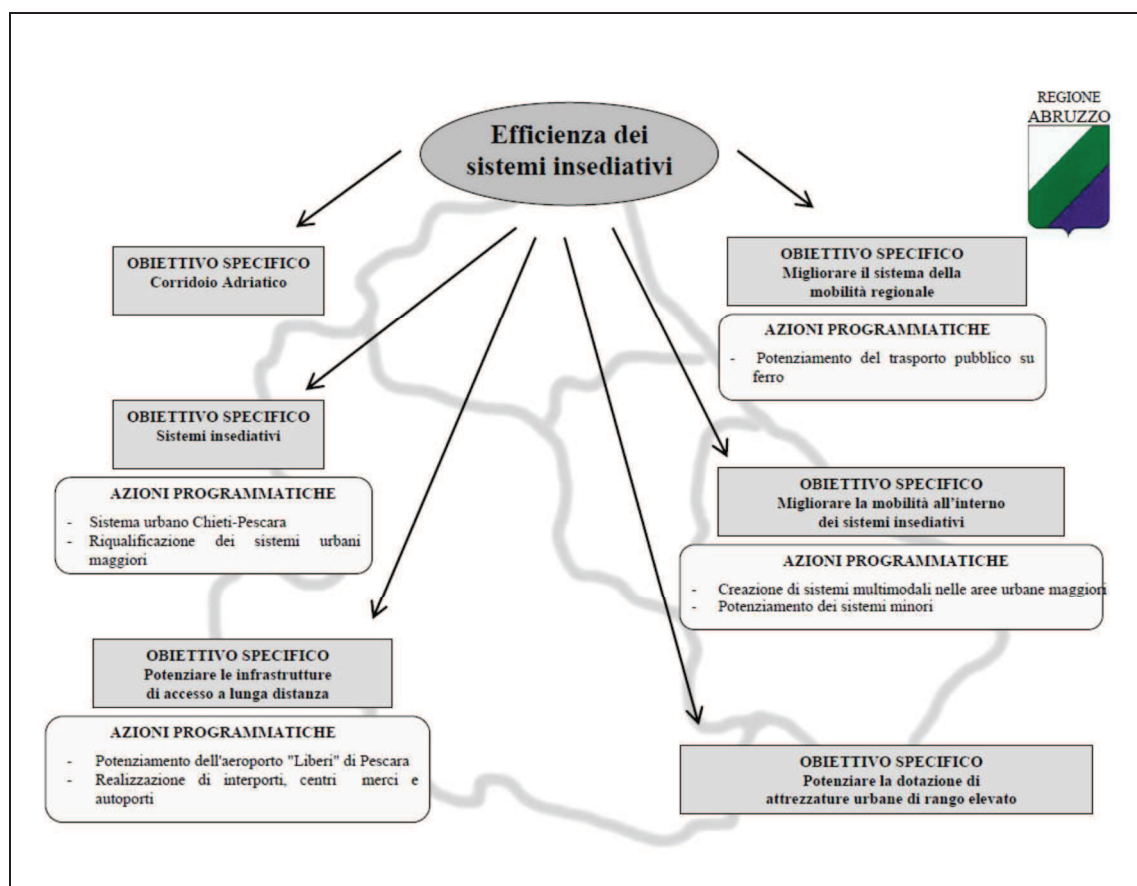 Efficienza dei
sistemi insediativi
REGIONE
ABRUZZO
OBIETTIVO SPECIFICO
Corridoio Adriatico
OBIETTIVO SPECIFICO
Sistemi insediativi
AZIONI PROGRAMMATICHE
- Sistema urbano Chieti-Pescara
- Riqualificazione dei sistemi urbani
maggiori
OBIETTIVO SPECIFICO
Potenziare le infrastrutture
di accesso a lunga distanza
AZIONI PROGRAMMATICHE
- Potenziamento dell'aeroporto "Liberi" di Pescara
- Realizzazione di interporti, centri merci e
autoporti
OBIETTIVO SPECIFICO
Migliorare il sistema della
mobilità regionale
AZIONI PROGRAMMATICHE
- Potenziamento del trasporto pubblico su
ferro
OBIETTIVO SPECIFICO
Migliorare la mobilità all’interno
dei sistemi insediativi
AZIONI PROGRAMMATICHE
- Creazione di sistemi multimodali nelle aree urbane maggiori
- Potenziamento dei sistemi minori
OBIETTIVO SPECIFICO
Potenziare la dotazione di
attrezzature urbane di rango elevato